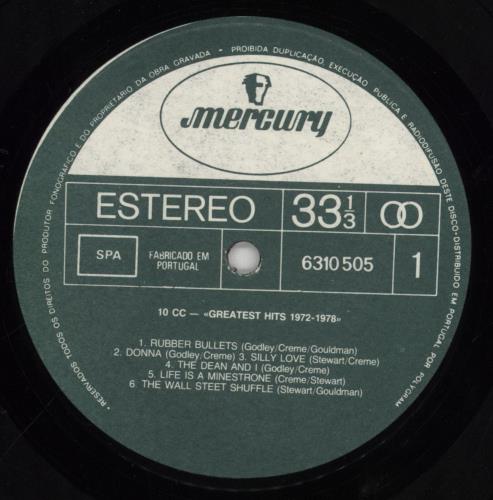 • RESERVADOS TODOS OS DIREITOS DO PRODUTOR FONOGRÁFICO E DO PROPRIETÁRIO DA OBRA GRAVADA • PROIBIDA DUPLICAÇÃO, EXECUÇÃO PUBLICA E RADIODIFUSÃO DESTE DISCO-DISTRIBUIDO EM PORTUGAL POR POLYGRAM
mercury
ESTEREO 33 1/3
SPA FABRICADO EM PORTUGAL 6310 505 1
10 CC — «GREATEST HITS 1972-1978»
1. RUBBER BULLETS (Godley/Creme/Gouldman)
2. DONNA (Godley/Creme) 3. SILLY LOVE (Stewart/Creme)
4. THE DEAN AND I (Godley/Creme)
5. LIFE IS A MINESTRONE (Creme/Stewart)
6. THE WALL STEET SHUFFLE (Stewart/Gouldman)